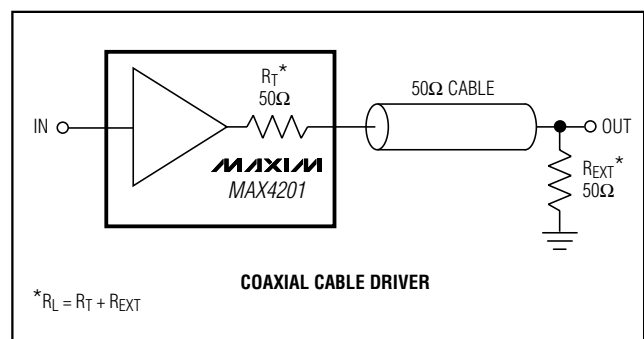 R_T*
50Ω
50Ω CABLE
IN
OUT
MAXIM
MAX4201
R_EXT*
50Ω
COAXIAL CABLE DRIVER
*R_L = R_T + R_EXT